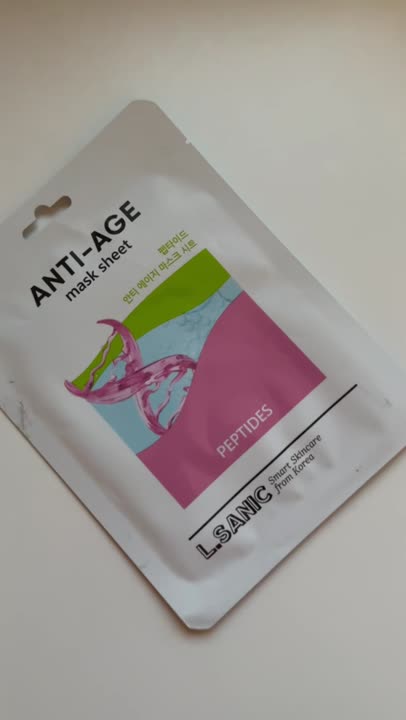 ANTI-AGE
mask sheet
펩타이드
안티 에이지 마스크 시트
PEPTIDES
L.SANIC
Smart Skincare
from Korea